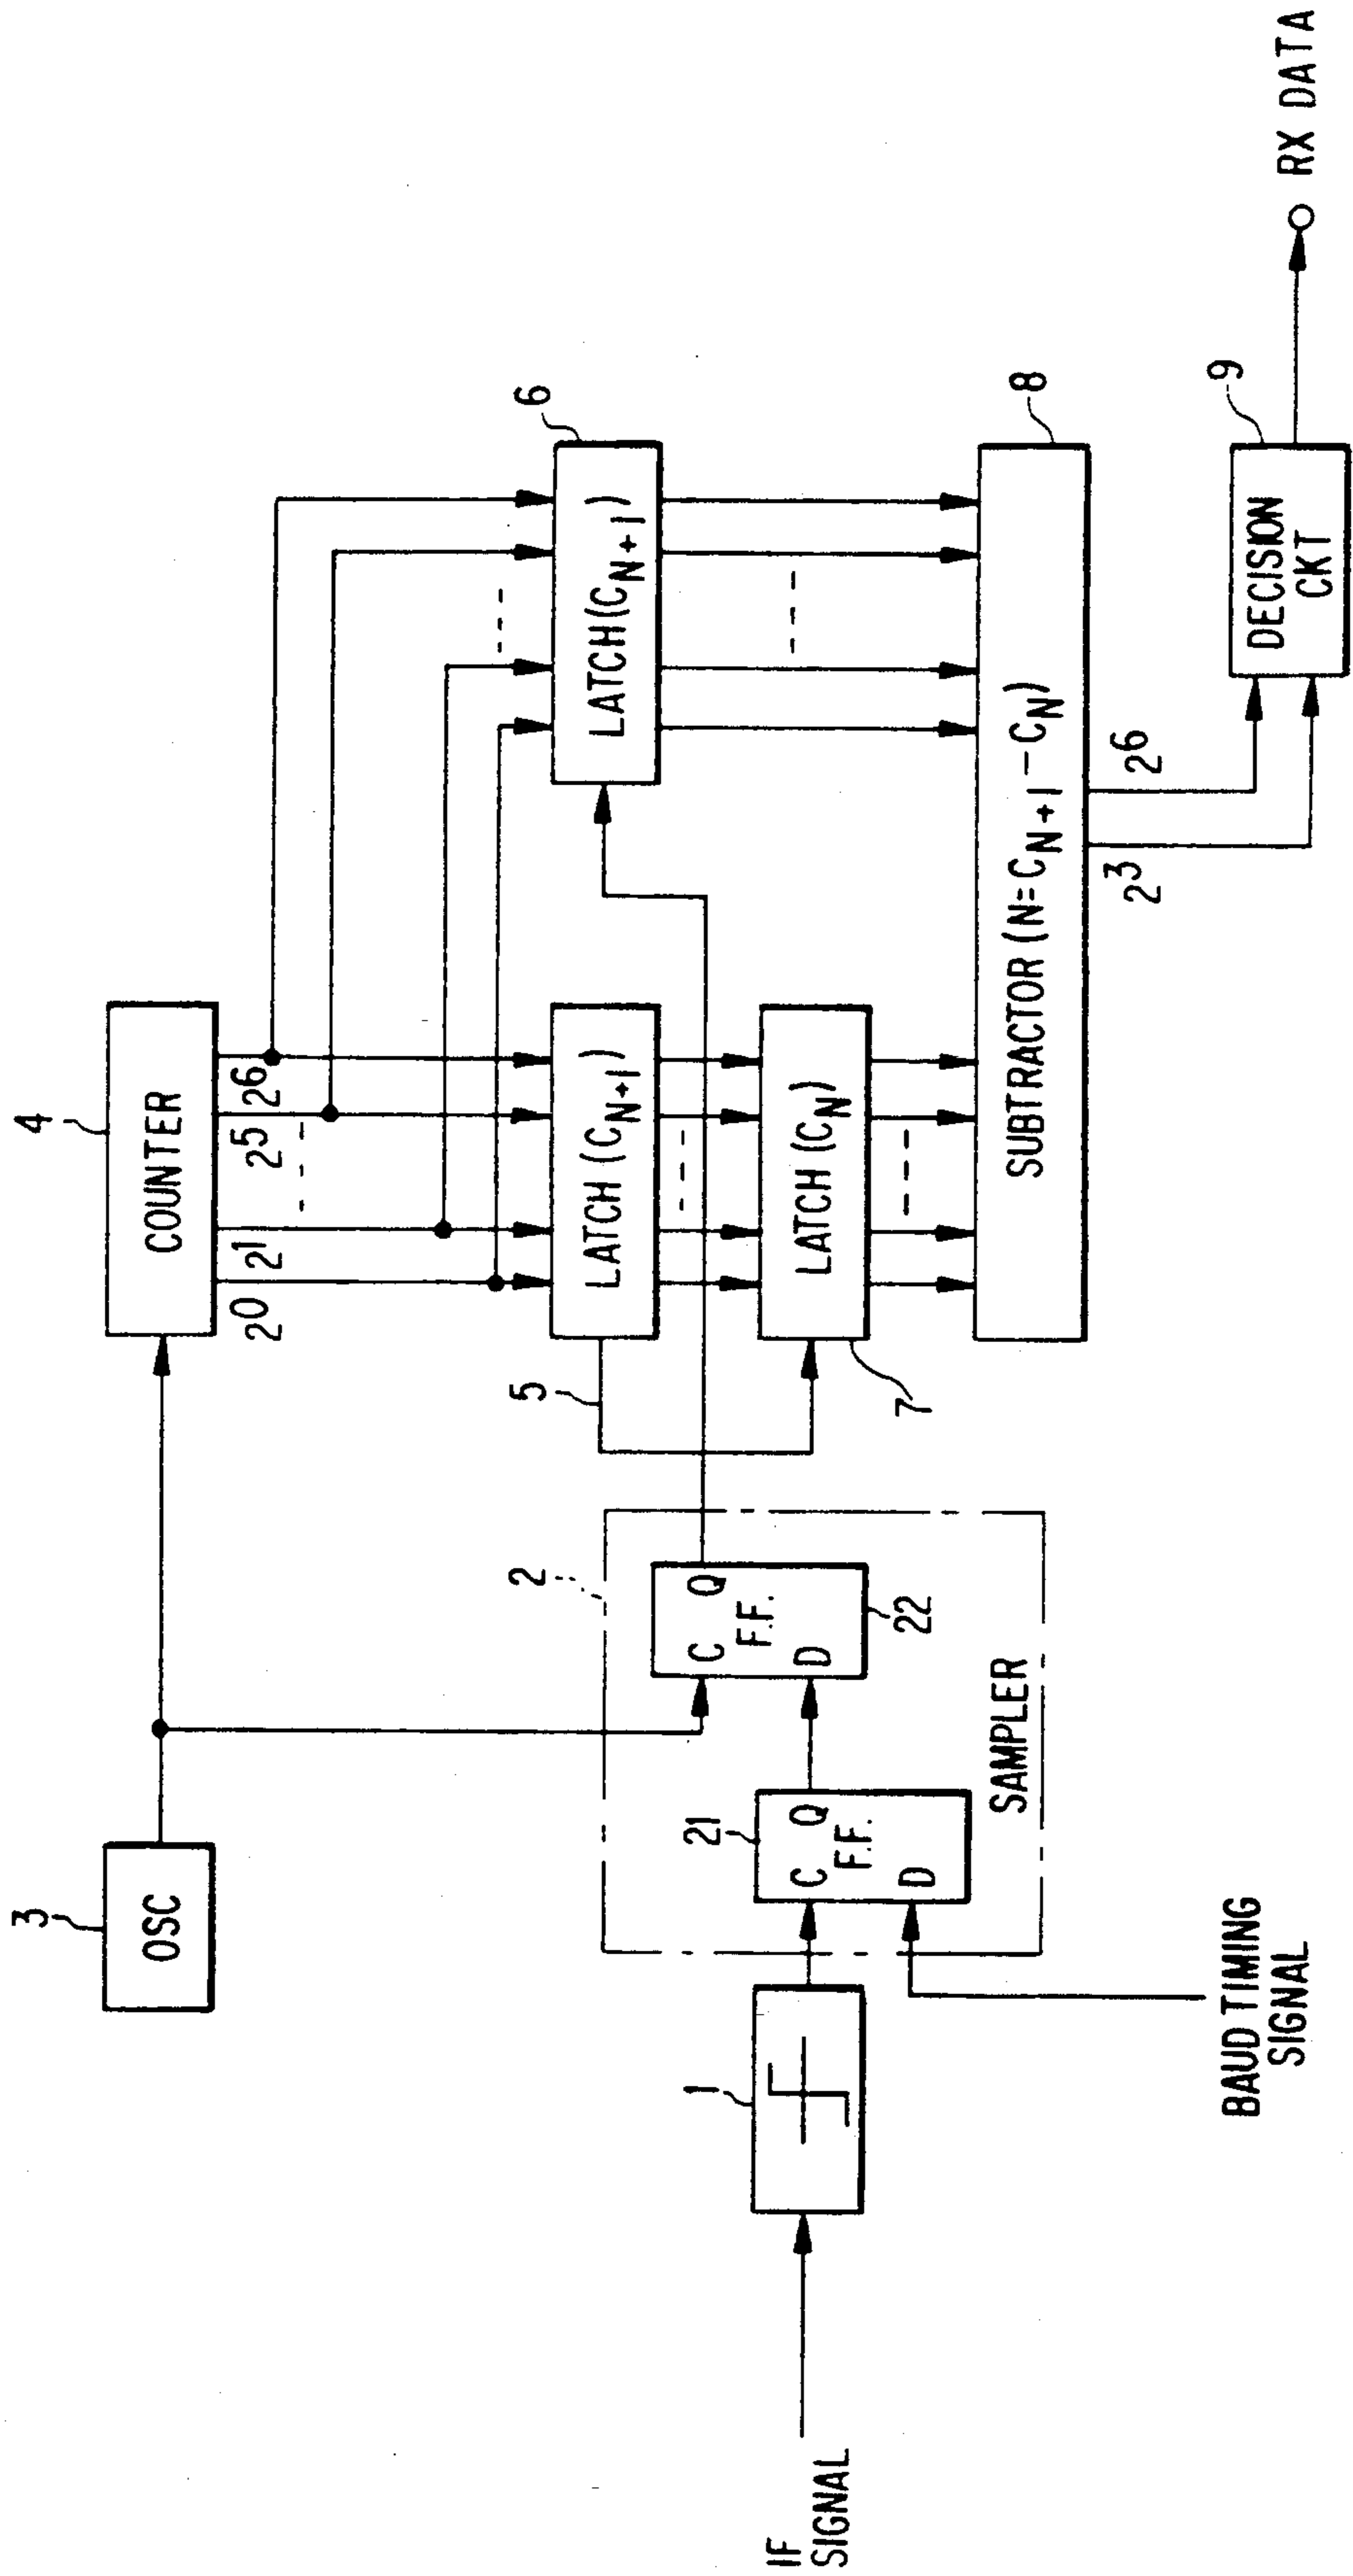 3
OSC
4
COUNTER
2⁰
2¹
2⁵
2⁶
5
LATCH (C_N+1)
6
LATCH (C_N+1)
7
LATCH (C_N)
8
SUBTRACTOR (N=C_N+1 −C_N)
2³
2⁶
9
DECISION
CKT
RX DATA
IF
SIGNAL
1
2
SAMPLER
21
C
Q
F.F.
D
22
C
Q
F.F.
D
BAUD TIMING
SIGNAL